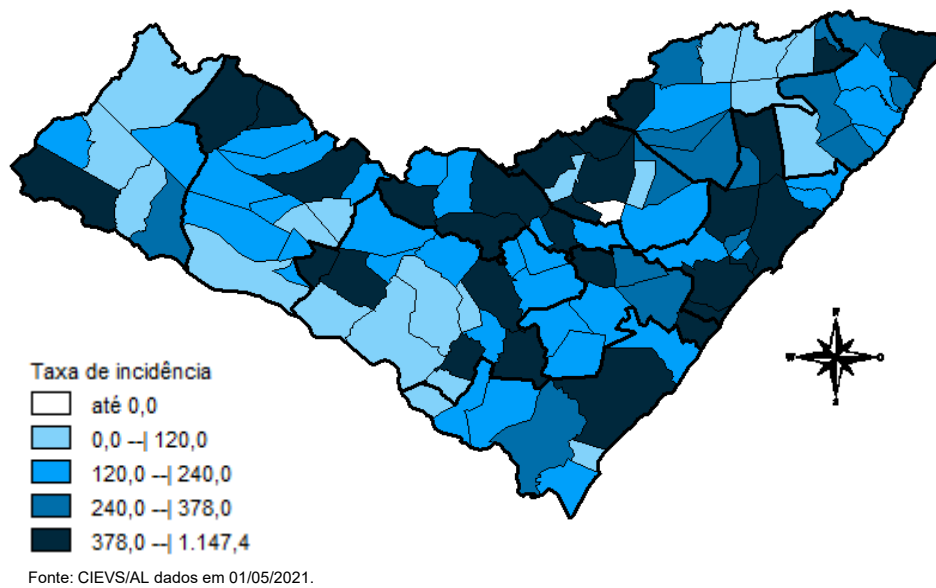 N
W
O
S
Taxa de incidência
até 0,0
0,0 --| 120,0
120,0 --| 240,0
240,0 --| 378,0
378,0 --| 1.147,4
Fonte: CIEVS/AL dados em 01/05/2021.